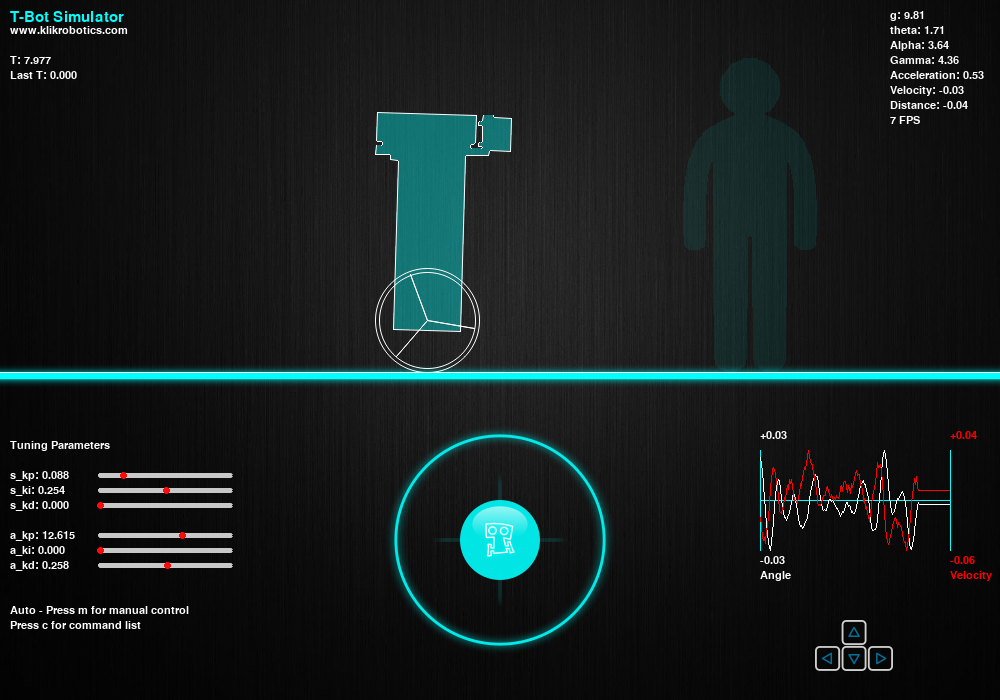 T-Bot Simulator
www.klikrobotics.com
T: 7.977
Last T: 0.000
g: 9.81
theta: 1.71
Alpha: 3.64
Gamma: 4.36
Acceleration: 0.53
Velocity: -0.03
Distance: -0.04
7 FPS
Tuning Parameters
s_kp: 0.088
s_ki: 0.254
s_kd: 0.000
a_kp: 12.615
a_ki: 0.000
a_kd: 0.258
Auto - Press m for manual control
Press c for command list
+0.03
+0.04
-0.03
-0.06
Angle
Velocity